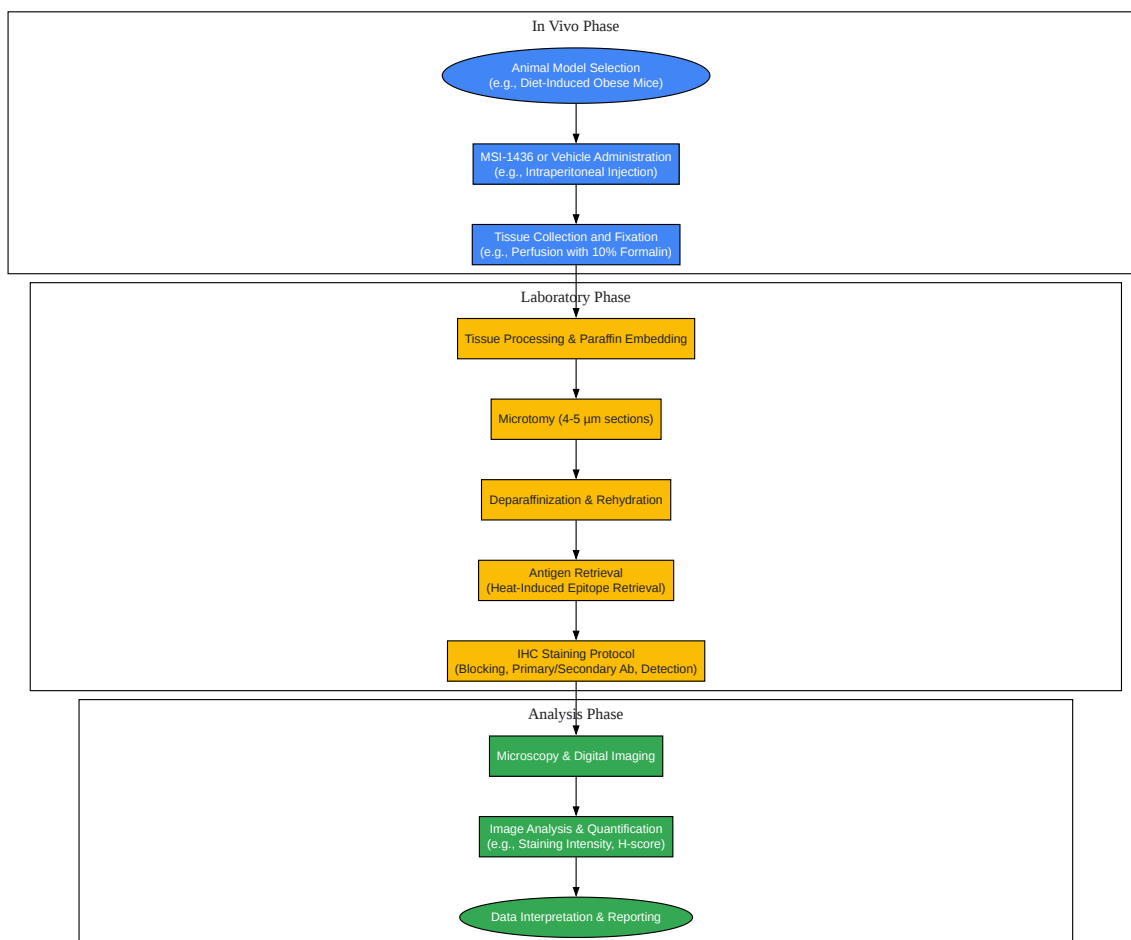 In Vivo Phase
Animal Model Selection
(e.g., Diet-Induced Obese Mice)
MSI-1436 or Vehicle Administration
(e.g., Intraperitoneal Injection)
Tissue Collection and Fixation
(e.g., Perfusion with 10% Formalin)
Laboratory Phase
Tissue Processing & Paraffin Embedding
Microtomy (4-5 µm sections)
Deparaffinization & Rehydration
Antigen Retrieval
(Heat-Induced Epitope Retrieval)
IHC Staining Protocol
(Blocking, Primary/Secondary Ab, Detection)
Analysis Phase
Microscopy & Digital Imaging
Image Analysis & Quantification
(e.g., Staining Intensity, H-score)
Data Interpretation & Reporting